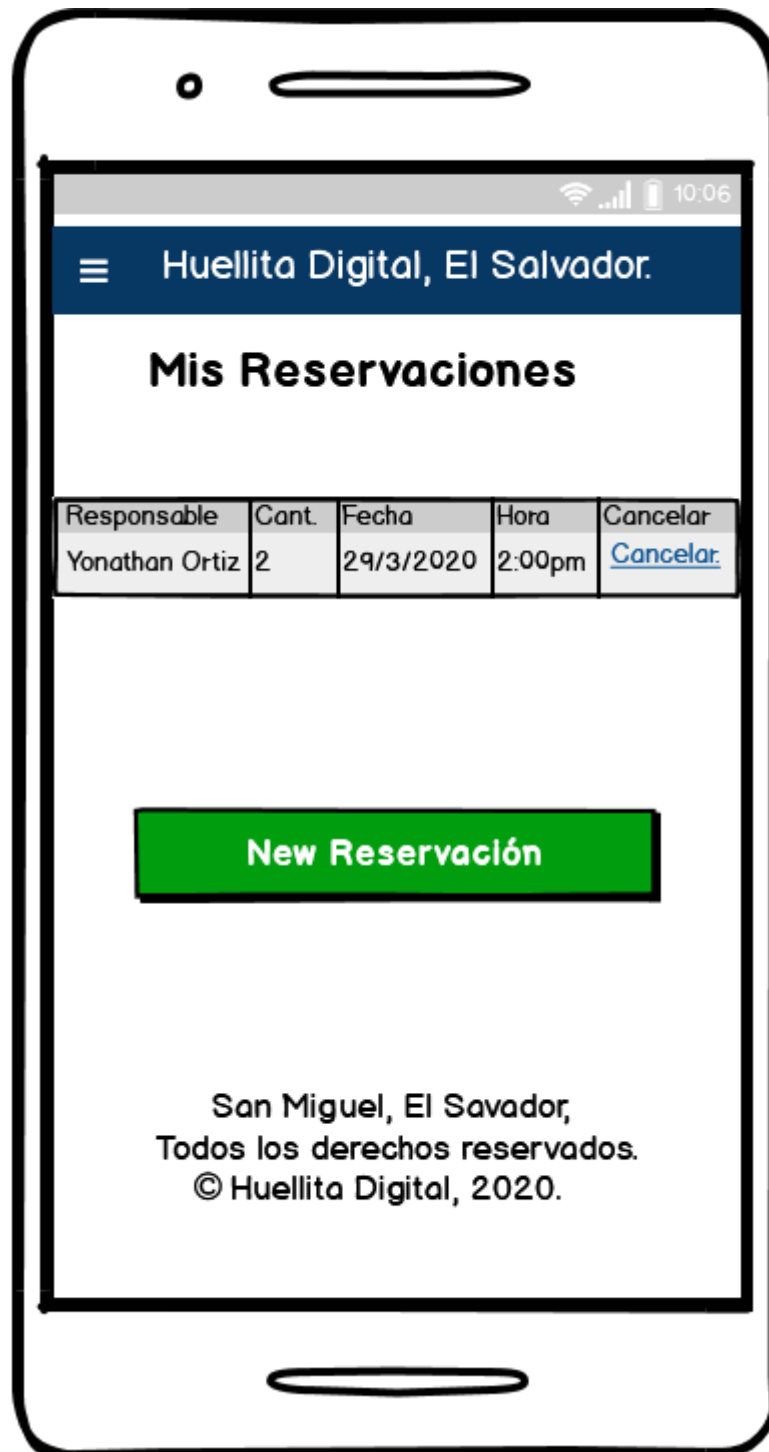 10:06
Huellita Digital, El Salvador.
Mis Reservaciones
Responsable Cant. Fecha Hora Cancelar
Yonathan Ortiz 2 29/3/2020 2:00pm Cancelar.
New Reservación
San Miguel, El Savador,
Todos los derechos reservados.
© Huellita Digital, 2020.